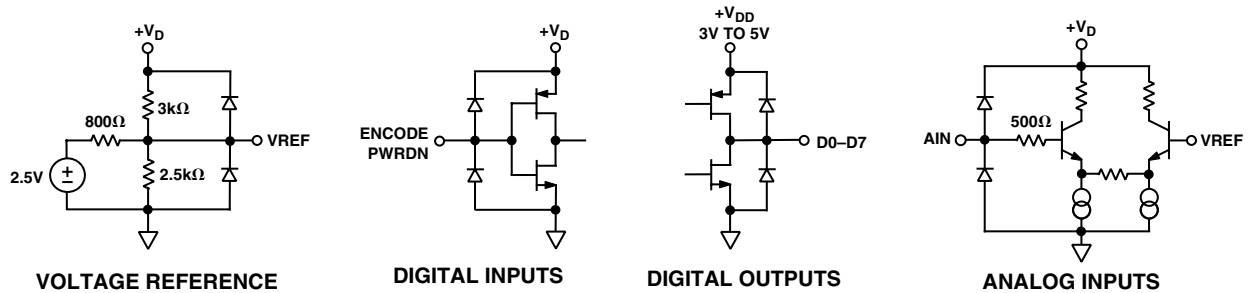 +VD
3kΩ
800Ω
VREF
2.5V
2.5kΩ
VOLTAGE REFERENCE
+VD
ENCODE
PWRDN
DIGITAL INPUTS
+VDD
3V TO 5V
D0–D7
DIGITAL OUTPUTS
+VD
500Ω
AIN
VREF
ANALOG INPUTS